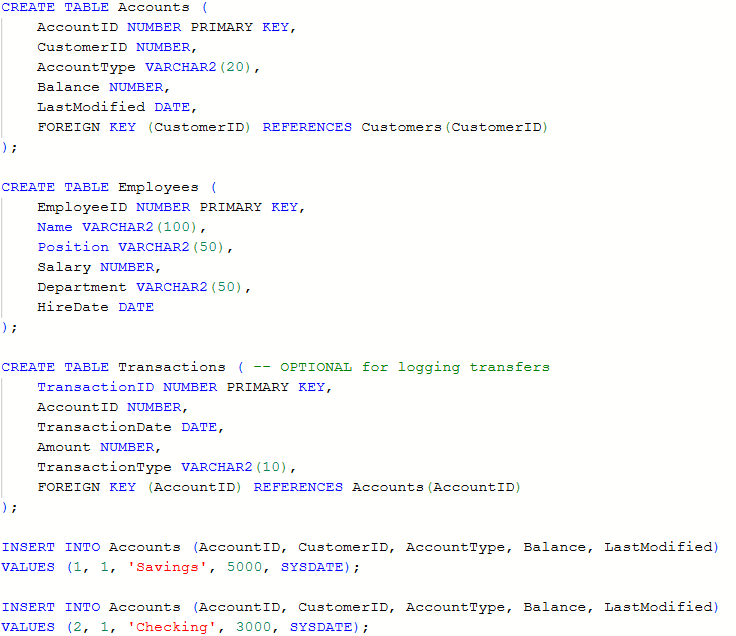 CREATE TABLE Accounts (
    AccountID NUMBER PRIMARY KEY,
    CustomerID NUMBER,
    AccountType VARCHAR2(20),
    Balance NUMBER,
    LastModified DATE,
    FOREIGN KEY (CustomerID) REFERENCES Customers(CustomerID)
);

CREATE TABLE Employees (
    EmployeeID NUMBER PRIMARY KEY,
    Name VARCHAR2(100),
    Position VARCHAR2(50),
    Salary NUMBER,
    Department VARCHAR2(50),
    HireDate DATE
);

CREATE TABLE Transactions ( -- OPTIONAL for logging transfers
    TransactionID NUMBER PRIMARY KEY,
    AccountID NUMBER,
    TransactionDate DATE,
    Amount NUMBER,
    TransactionType VARCHAR2(10),
    FOREIGN KEY (AccountID) REFERENCES Accounts(AccountID)
);

INSERT INTO Accounts (AccountID, CustomerID, AccountType, Balance, LastModified)
VALUES (1, 1, 'Savings', 5000, SYSDATE);

INSERT INTO Accounts (AccountID, CustomerID, AccountType, Balance, LastModified)
VALUES (2, 1, 'Checking', 3000, SYSDATE);